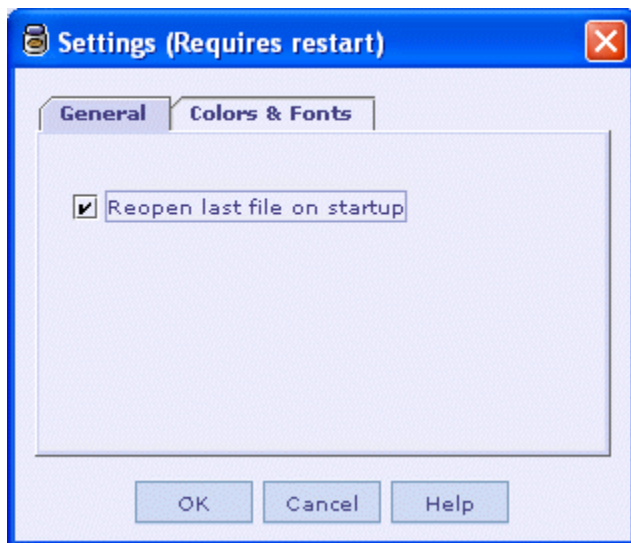 Settings (Requires restart)
General Colors & Fonts
Reopen last file on startup
OK Cancel Help